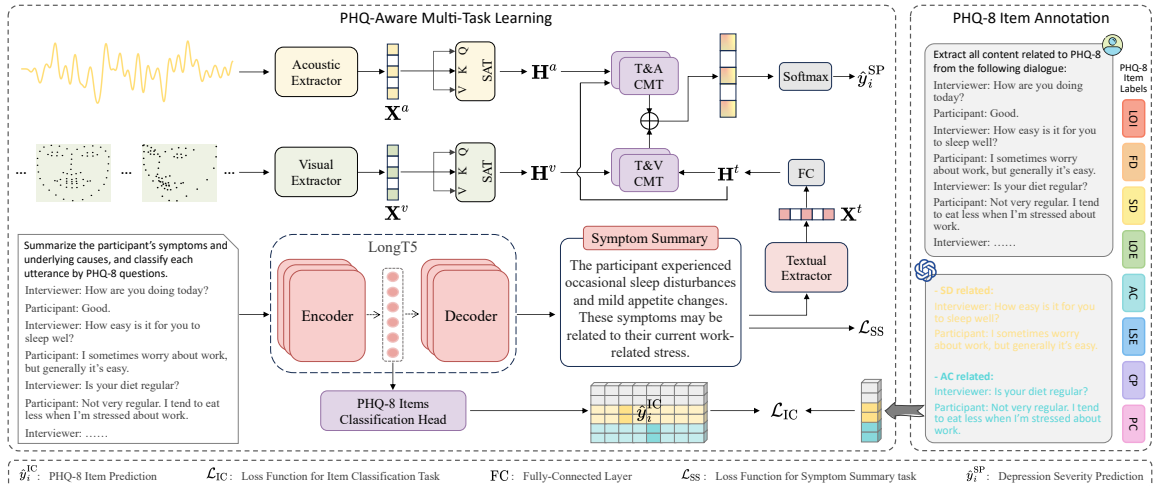 PHQ-Aware Multi-Task Learning
Acoustic
Extractor
X^a
Q
K
V
SAT
H^a
T&A
CMT
Softmax
ŷ_i^SP
...
...
...
Visual
Extractor
X^v
Q
K
V
SAT
H^v
T&V
CMT
H^t
FC
X^t
Textual
Extractor
Summarize the participant's symptoms and
underlying causes, and classify each
utterance by PHQ-8 questions.
Interviewer: How are you doing today?
Participant: Good.
Interviewer: How easy is it for you to
sleep wel?
Participant: I sometimes worry about work,
but generally it's easy.
Interviewer: Is your diet regular?
Participant: Not very regular. I tend to eat
less when I'm stressed about work.
Interviewer: ……
LongT5
Encoder
Decoder
Symptom Summary
The participant experienced
occasional sleep disturbances
and mild appetite changes.
These symptoms may be
related to their current work-
related stress.
ℒ_SS
PHQ-8 Items
Classification Head
ŷ_i^IC
ℒ_IC
PHQ-8 Item Annotation
Extract all content related to PHQ-8
from the following dialogue:
Interviewer: How are you doing
today?
Participant: Good.
Interviewer: How easy is it for you
to sleep well?
Participant: I sometimes worry
about work, but generally it's easy.
Interviewer: Is your diet regular?
Participant: Not very regular. I tend
to eat less when I'm stressed about
work.
Interviewer: ……
- SD related:
Interviewer: How easy is it for you
to sleep well?
Participant: I sometimes worry
about work, but generally it's easy.
- AC related:
Interviewer: Is your diet regular?
Participant: Not very regular. I tend to
eat less when I'm stressed about
work.
PHQ-8
Item
Labels
LOI
FD
SD
LOE
AC
LSE
CP
PC
ŷ_i^IC : PHQ-8 Item Prediction
ℒ_IC : Loss Function for Item Classification Task
FC : Fully-Connected Layer
ℒ_SS : Loss Function for Symptom Summary task
ŷ_i^SP : Depression Severity Prediction